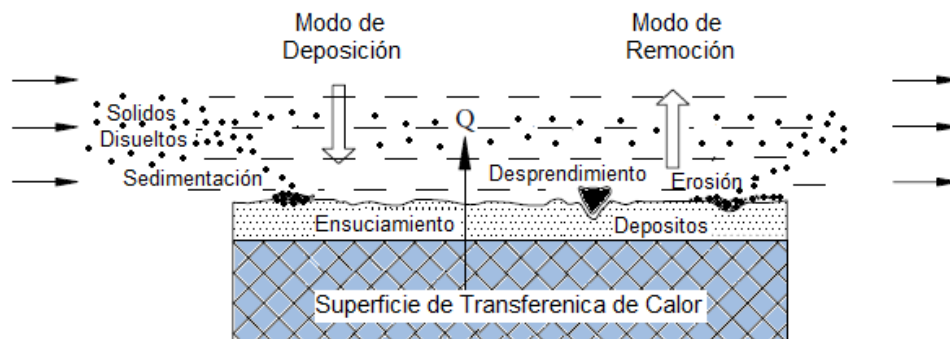 Modo de
Deposición
Modo de
Remoción
Solidos
Disueltos
Q
Sedimentación
Desprendimiento
Erosión
Ensuciamiento
Depositos
Superficie de Transferenica de Calor